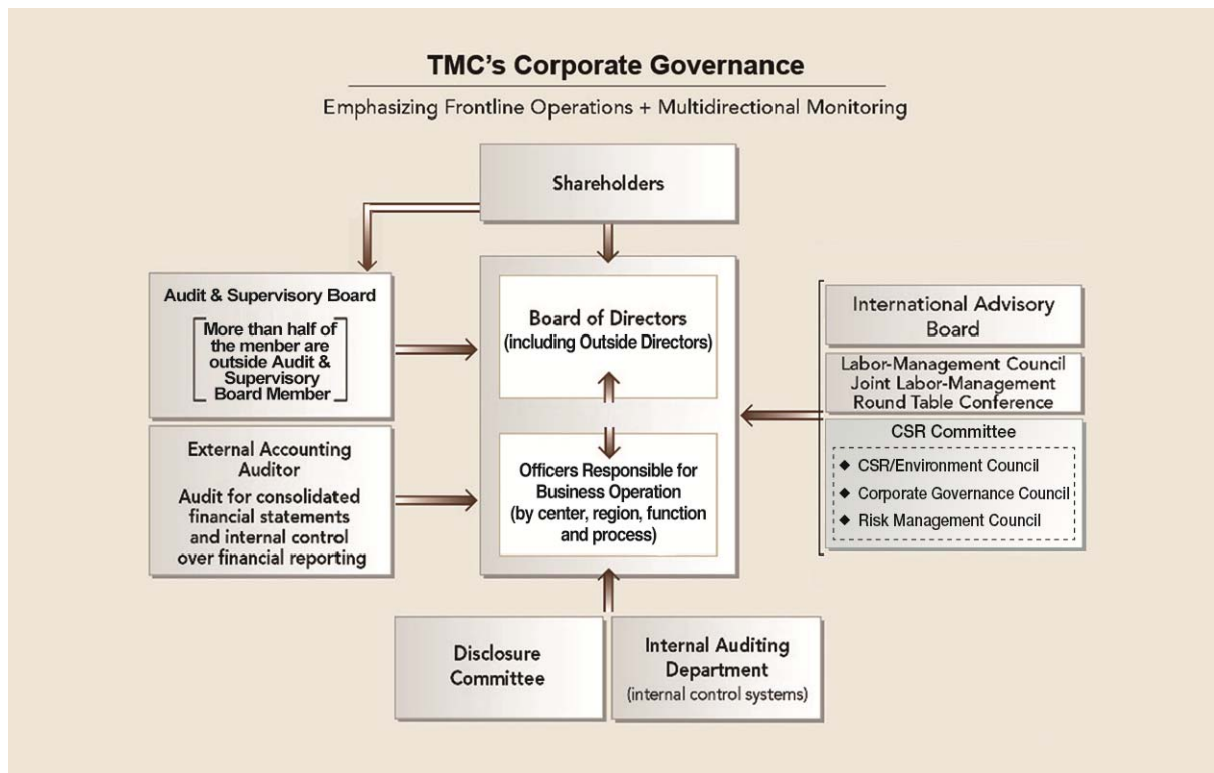 TMC's Corporate Governance
Emphasizing Frontline Operations + Multidirectional Monitoring
Shareholders
Audit & Supervisory Board
[More than half of
the menber are
outside Audit &
Supervisory
Board Member]
External Accounting
Auditor
Audit for consolidated
financial statements
and internal control
over financial reporting
Board of Directors
(including Outside Directors)
Officers Responsible for
Business Operation
(by center, region, function
and process)
International Advisory
Board
Labor-Management Council
Joint Labor-Management
Round Table Conference
CSR Committee
◆ CSR/Environment Council
◆ Corporate Governance Council
◆ Risk Management Council
Disclosure
Committee
Internal Auditing
Department
(internal control systems)